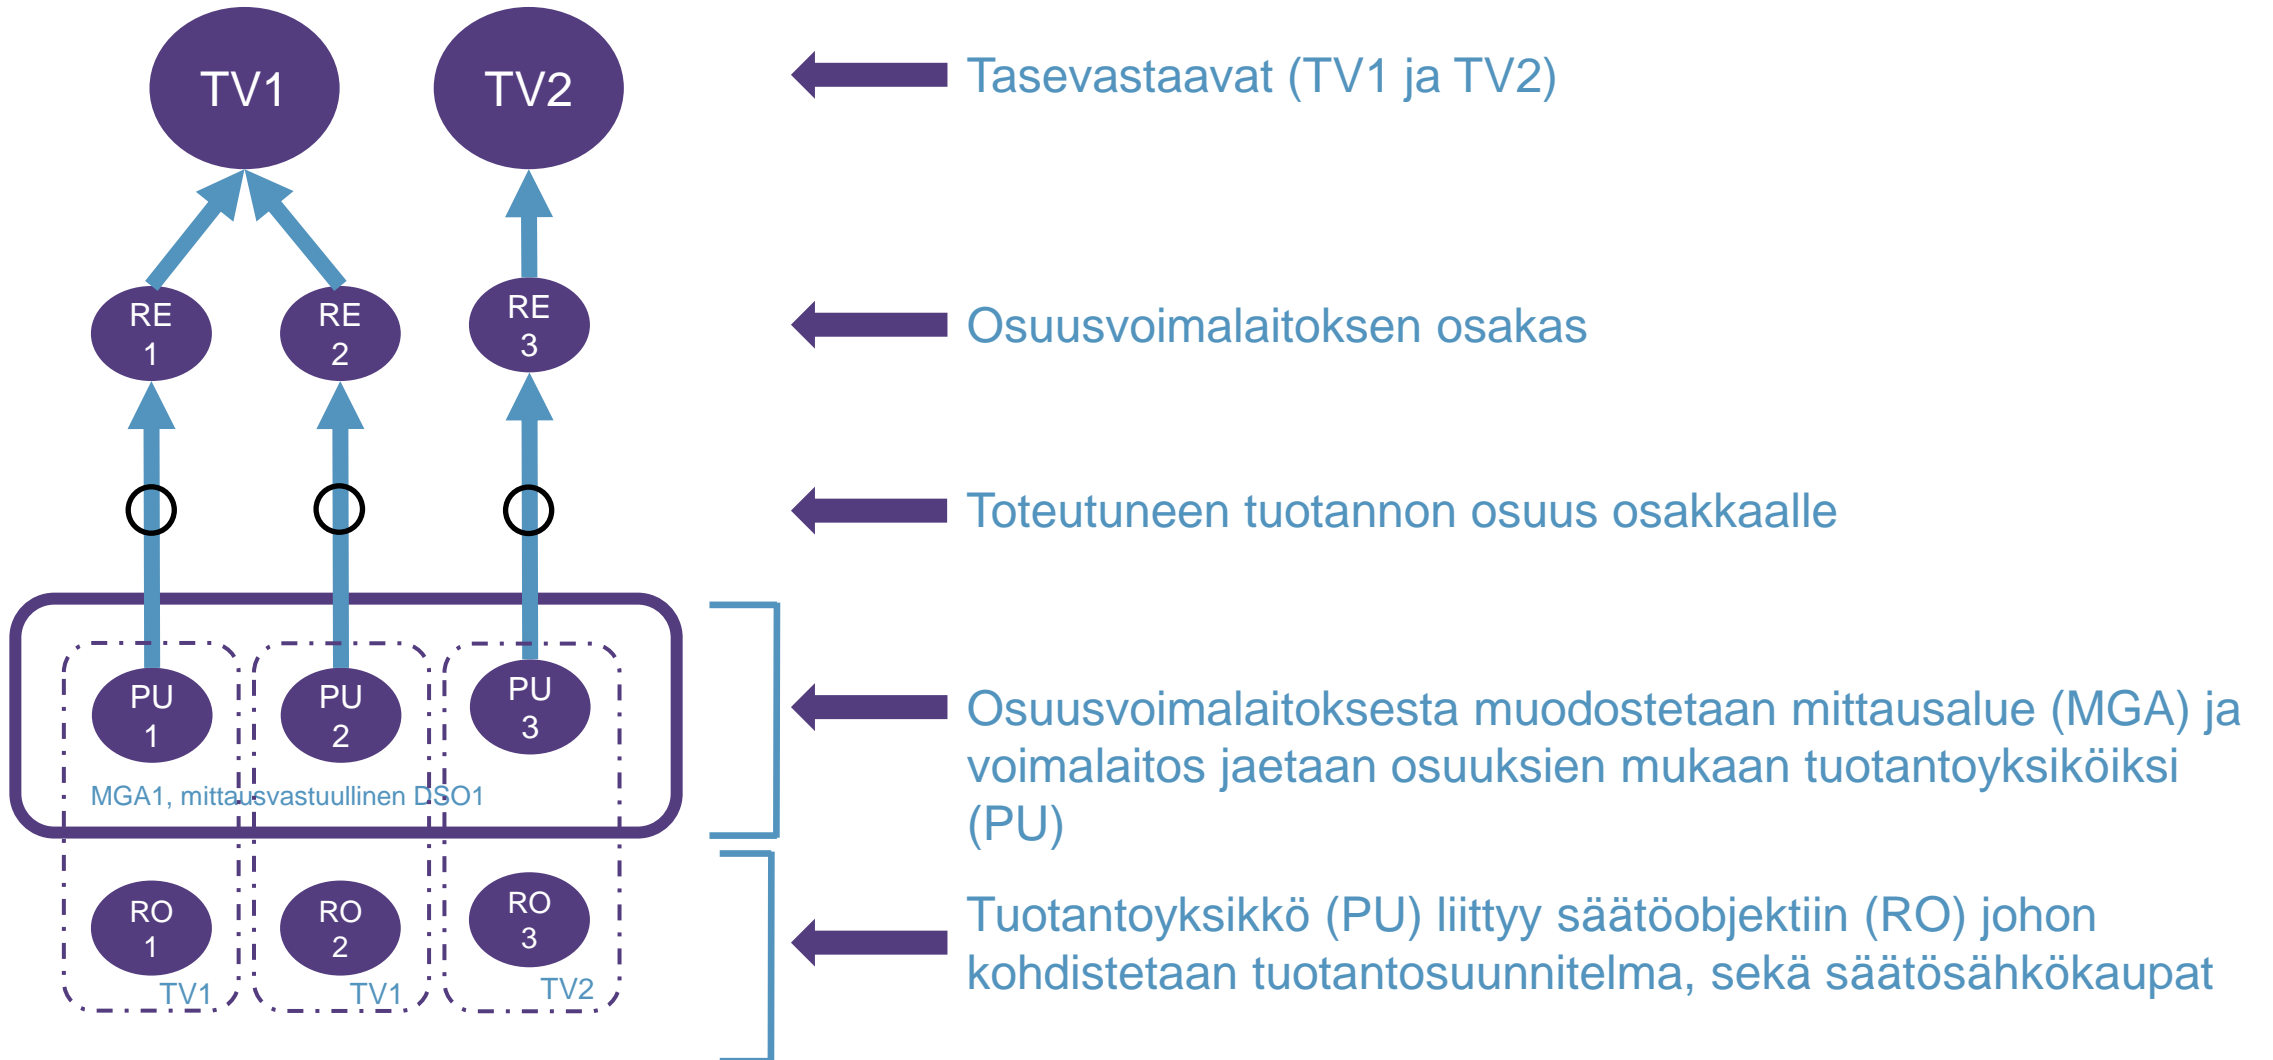 TV1
TV2
Tasevastaavat (TV1 ja TV2)
RE
1
RE
2
RE
3
Osuusvoimalaitoksen osakas
Toteutuneen tuotannon osuus osakkaalle
PU
1
PU
2
PU
3
MGA1, mittausvastuullinen DSO1
Osuusvoimalaitoksesta muodostetaan mittausalue (MGA) ja
voimalaitos jaetaan osuuksien mukaan tuotantoyksiköiksi
(PU)
RO
1
TV1
RO
2
TV1
RO
3
TV2
Tuotantoyksikkö (PU) liittyy säätöobjektiin (RO) johon
kohdistetaan tuotantosuunnitelma, sekä säätösähkökaupat